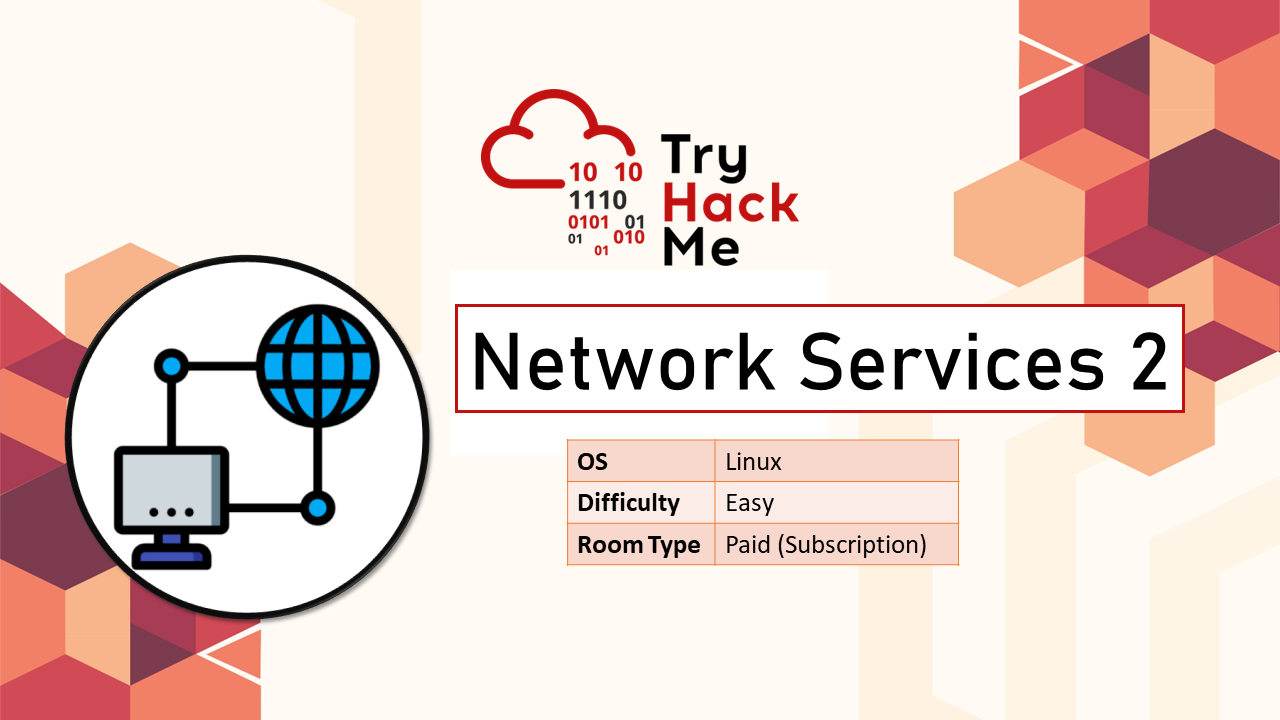 10 10
1110
0101 01
01 010
01
Try
Hack
Me
Network Services 2
OS Linux
Difficulty Easy
Room Type Paid (Subscription)